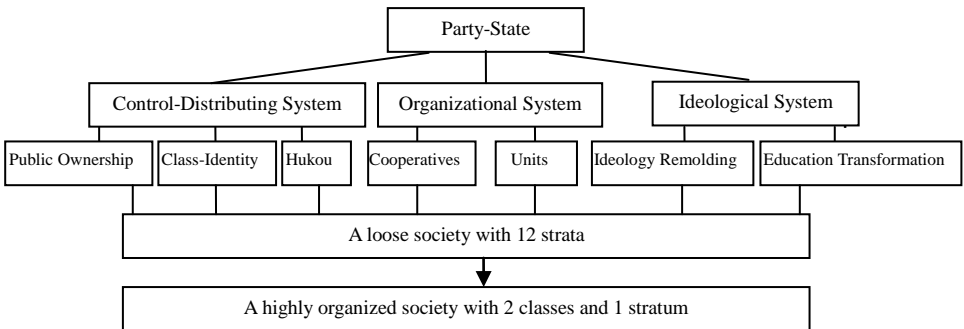 Party-State
Control-Distributing System
Organizational System
Ideological System
Public Ownership
Class-Identity
Hukou
Cooperatives
Units
Ideology Remolding
Education Transformation
A loose society with 12 strata
A highly organized society with 2 classes and 1 stratum